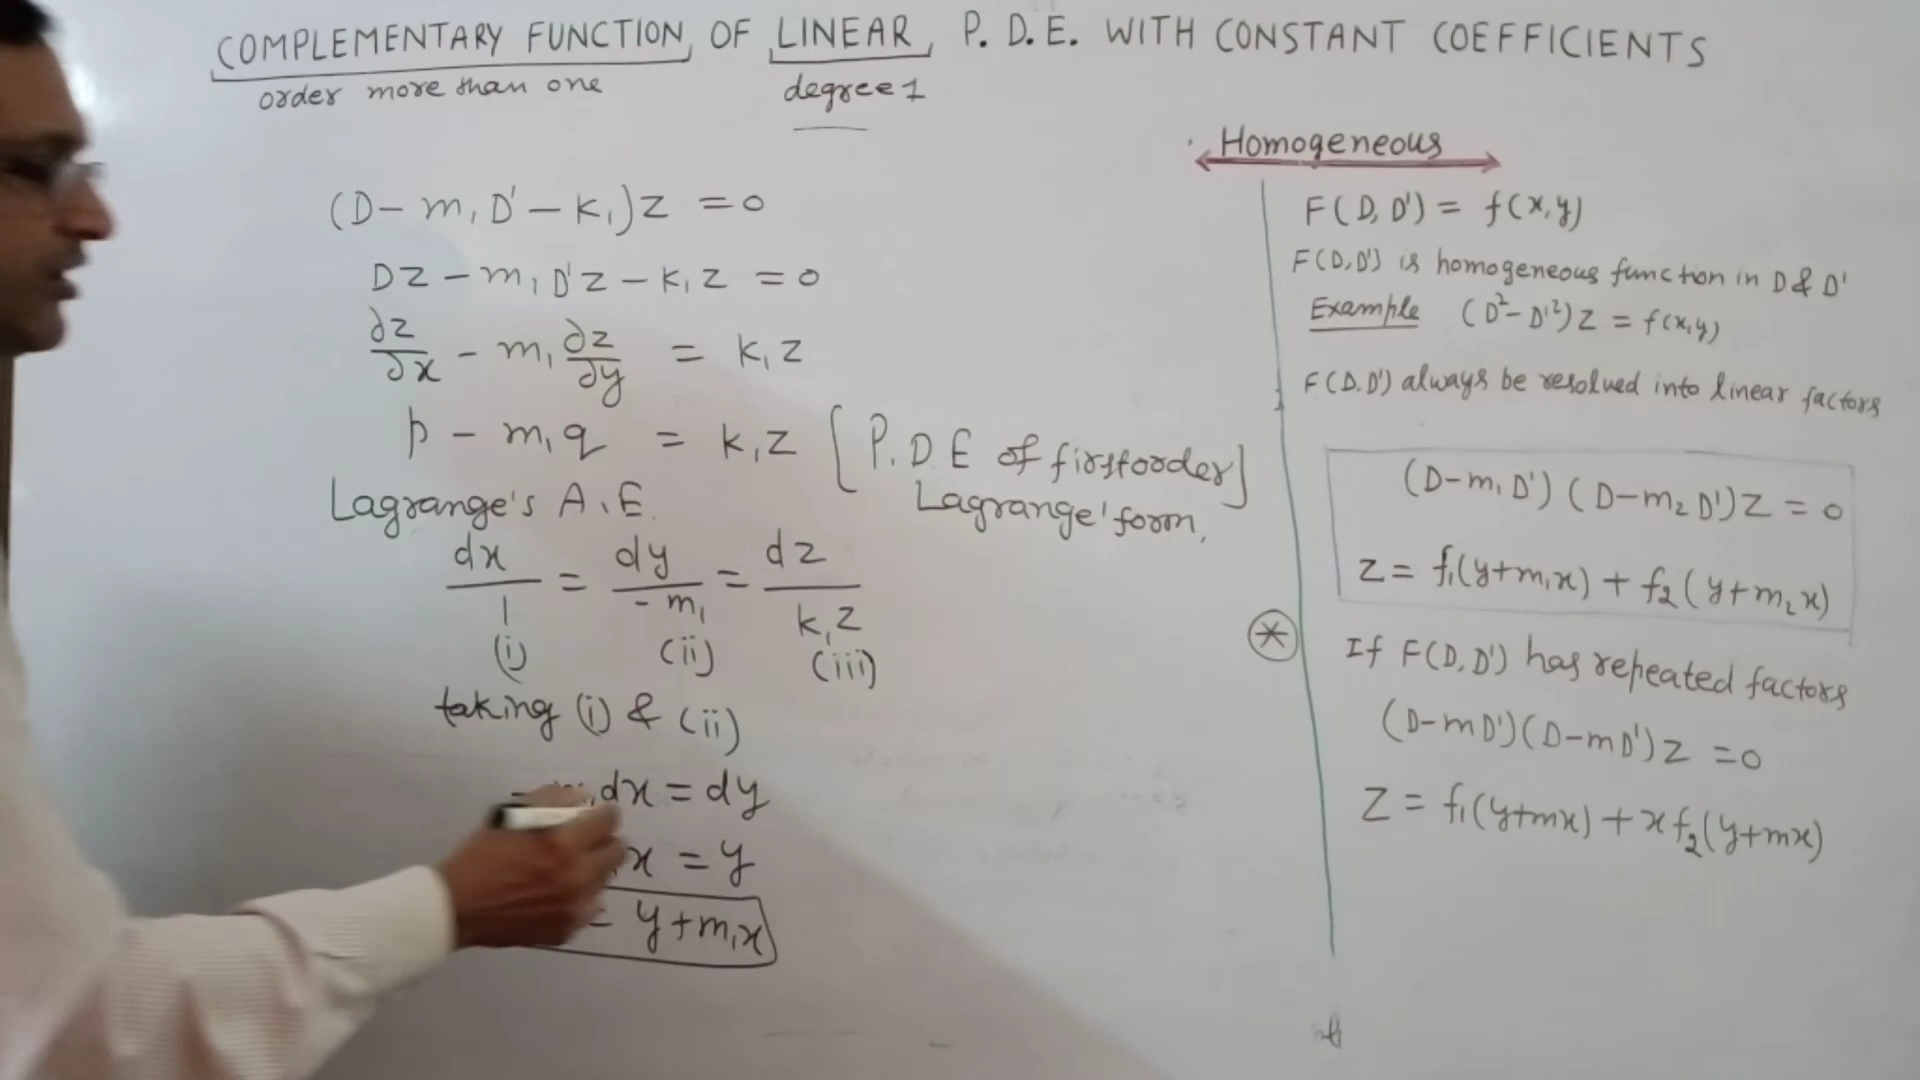 COMPLEMENTARY FUNCTION OF LINEAR, P. D. E. WITH CONSTANT COEFFICIENTS
order more than one degree 1
(D - m₁D' - K₁)Z = 0
DZ - m₁D'Z - K₁Z = 0
∂z/∂x - m₁ ∂z/∂y = K₁Z
p - m₁q = K₁Z [P.D.E of first order]
Lagrange's A.E. Lagrange' form,
dx/1 = dy/-m₁ = dz/k₁z
(i) (ii) (iii)
taking (i) & (ii)
dx = dy
x = y
= y + m₁x
Homogeneous
F(D, D') = f(x, y)
F(D, D') is homogeneous function in D & D'
Example (D² - D'²)Z = f(x,y)
F(D.D') always be resolved into linear factors
(D - m₁D') (D - m₂D')Z = 0
Z = f₁(y + m₁x) + f₂(y + m₂x)
* If F(D, D') has repeated factors
(D - mD')(D - mD')Z = 0
Z = f₁(y + mx) + x f₂(y + mx)